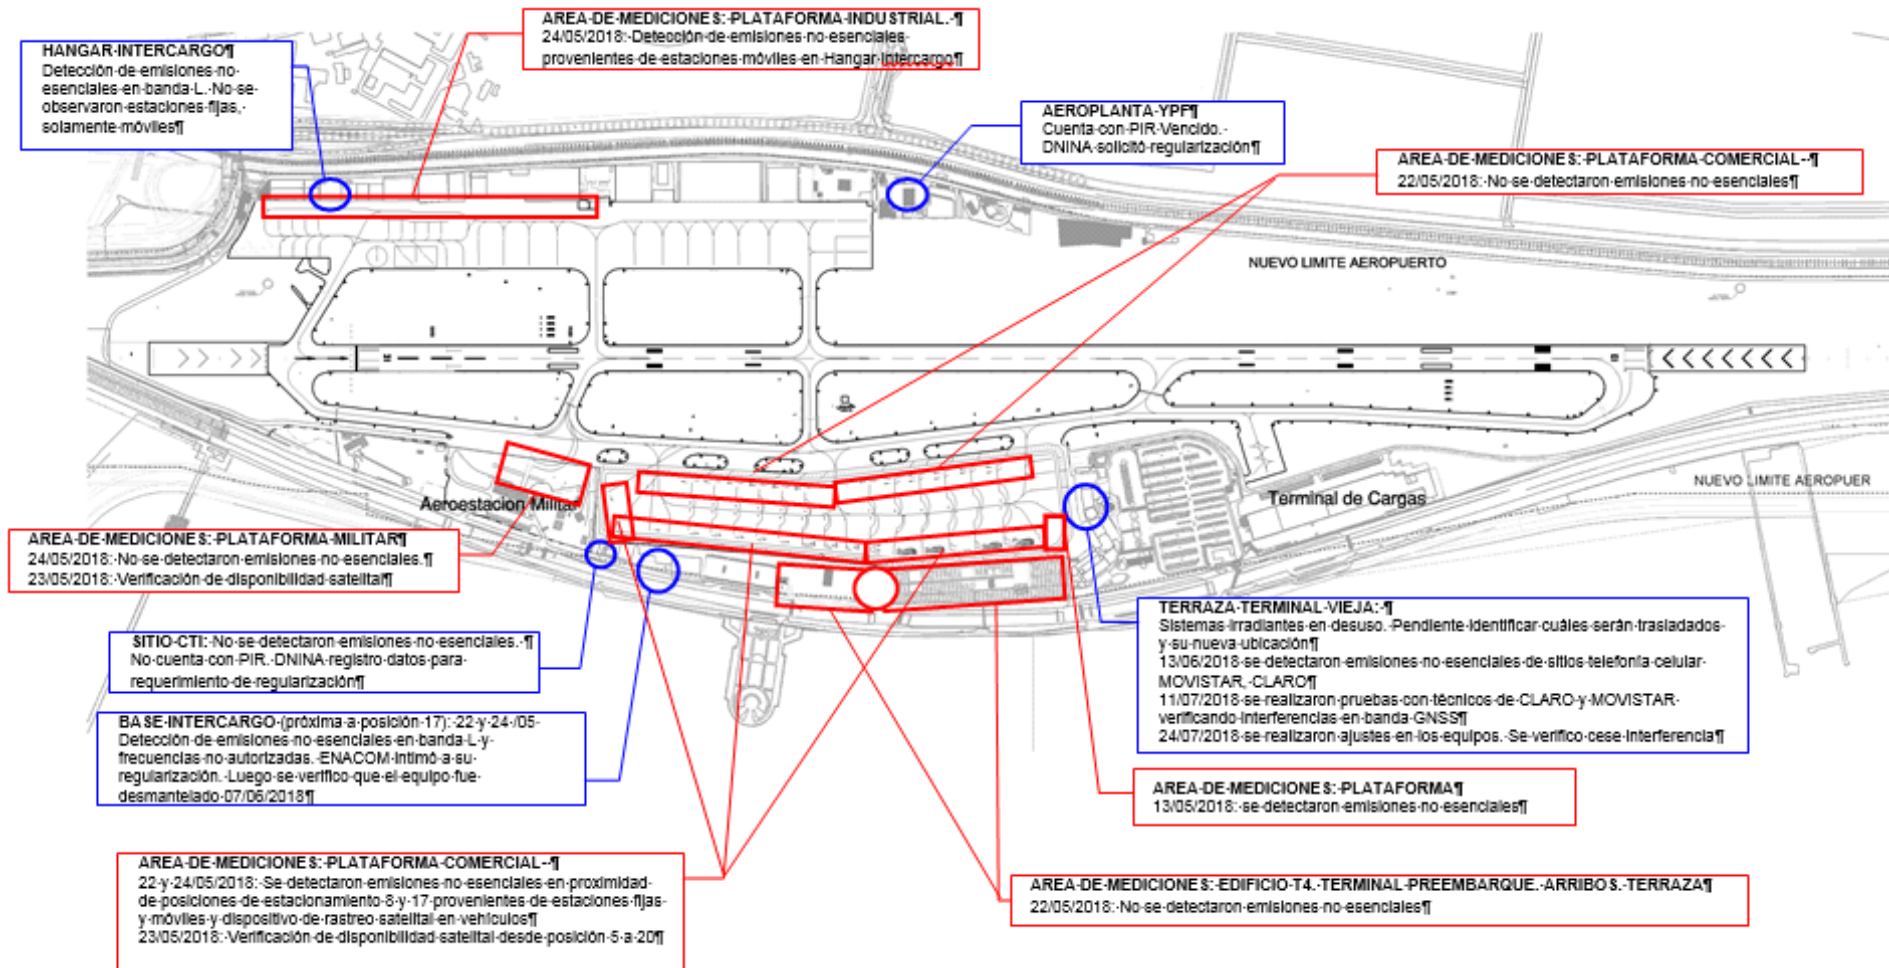 HANGAR·INTERCARGO¶
Detección·de·emisiones·no·
esenciales·en·banda·L.·No·se·
observaron·estaciones·fijas,·
solamente·móviles¶
AREA·DE·MEDICIONES:·PLATAFORMA·INDUSTRIAL.·¶
24/05/2018:·Detección·de·emisiones·no·esenciales·
provenientes·de·estaciones·móviles·en·Hangar·Intercargo¶
AEROPLANTA·YPF¶
Cuenta·con·PIR·Vencido.·
DNINA·solicitó·regularización¶
AREA·DE·MEDICIONES:·PLATAFORMA·COMERCIAL·-·¶
22/05/2018:·No·se·detectaron·emisiones·no·esenciales¶
NUEVO LIMITE AEROPUERTO
NUEVO LIMITE AEROPUER
Aeroestacion Militar
Terminal de Cargas
AREA·DE·MEDICIONES:·PLATAFORMA·MILITAR¶
24/05/2018:·No·se·detectaron·emisiones·no·esenciales.¶
23/05/2018:·Verificación·de·disponibilidad·satelital¶
SITIO·CTI:·No·se·detectaron·emisiones·no·esenciales.·¶
No·cuenta·con·PIR.·DNINA·registro·datos·para·
requerimiento·de·regularización¶
BASE·INTERCARGO·(próxima·a·posición·17):·22·y·24·/05·
Detección·de·emisiones·no·esenciales·en·banda·L·y·
frecuencias·no·autorizadas.·ENACOM·intimó·a·su·
regularización.·Luego·se·verifico·que·el·equipo·fue·
desmantelado·07/06/2018¶
TERRAZA·TERMINAL·VIEJA:·¶
Sistemas·irradiantes·en·desuso.·Pendiente·identificar·cuáles·serán·trasladados·
y·su·nueva·ubicación¶
13/06/2018·se·detectaron·emisiones·no·esenciales·de·sitios·telefonía·celular·
MOVISTAR,·CLARO¶
11/07/2018·se·realizaron·pruebas·con·técnicos·de·CLARO·y·MOVISTAR·
verificando·interferencias·en·banda·GNSS¶
24/07/2018·se·realizaron·ajustes·en·los·equipos.·Se·verifico·cese·interferencia¶
AREA·DE·MEDICIONES:·PLATAFORMA¶
13/05/2018:·se·detectaron·emisiones·no·esenciales¶
AREA·DE·MEDICIONES:·PLATAFORMA·COMERCIAL·-·¶
22·y·24/05/2018:·Se·detectaron·emisiones·no·esenciales·en·proximidad·
de·posiciones·de·estacionamiento·8·y·17·provenientes·de·estaciones·fijas·
y·móviles·y·dispositivo·de·rastreo·satelital·en·vehículos¶
23/05/2018:·Verificación·de·disponibilidad·satelital·desde·posición·5·a·20¶
AREA·DE·MEDICIONES:·EDIFICIO·T4.·TERMINAL·PREEMBARQUE.·ARRIBOS.·TERRAZA¶
22/05/2018:·No·se·detectaron·emisiones·no·esenciales¶